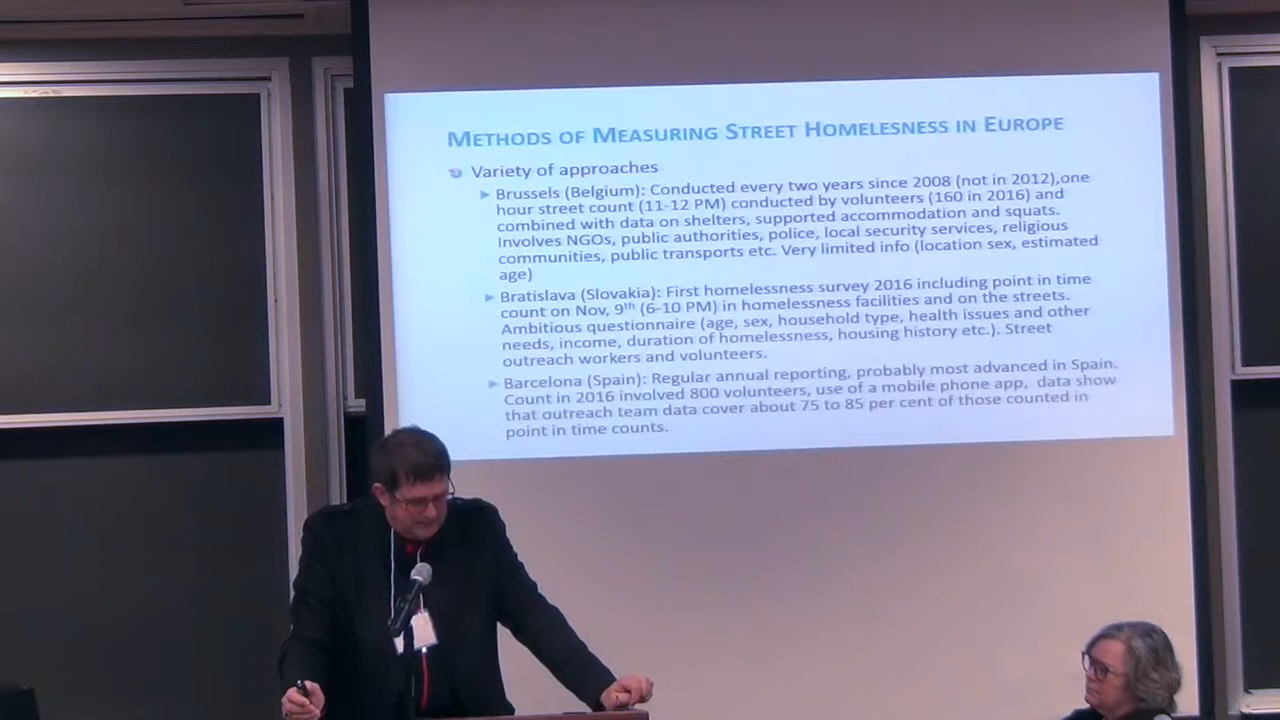 METHODS OF MEASURING STREET HOMELESNESS IN EUROPE
Variety of approaches
Brussels (Belgium): Conducted every two years since 2008 (not in 2012),one
hour street count (11-12 PM) conducted by volunteers (160 in 2016) and
combined with data on shelters, supported accommodation and squats.
Involves NGOs, public authorities, police, local security services, religious
communities, public transports etc. Very limited info (location sex, estimated
age)
Bratislava (Slovakia): First homelessness survey 2016 including point in time
count on Nov, 9th (6-10 PM) in homelessness facilities and on the streets.
Ambitious questionnaire (age, sex, household type, health issues and other
needs, income, duration of homelessness, housing history etc.). Street
outreach workers and volunteers.
Barcelona (Spain): Regular annual reporting, probably most advanced in Spain.
Count in 2016 involved 800 volunteers, use of a mobile phone app, data show
that outreach team data cover about 75 to 85 per cent of those counted in
point in time counts.